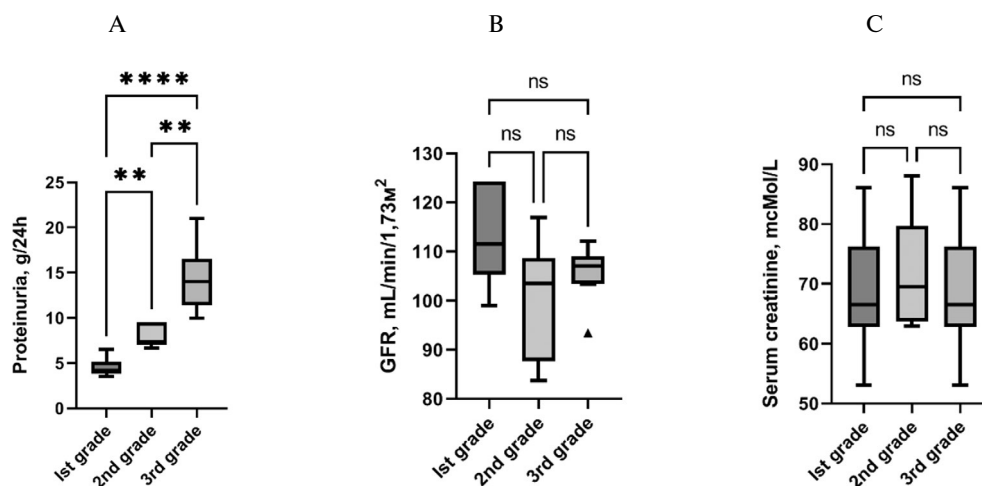 A
B
C
****
**
**
Proteinuria, g/24h
25
20
15
10
5
0
Ist grade
2nd grade
3rd grade
ns
ns
ns
GFR, mL/min/1,73м²
130
120
110
100
90
80
Ist grade
2nd grade
3rd grade
ns
ns
ns
Serum creatinine, mcMol/L
90
80
70
60
50
Ist grade
2nd grade
3rd grade